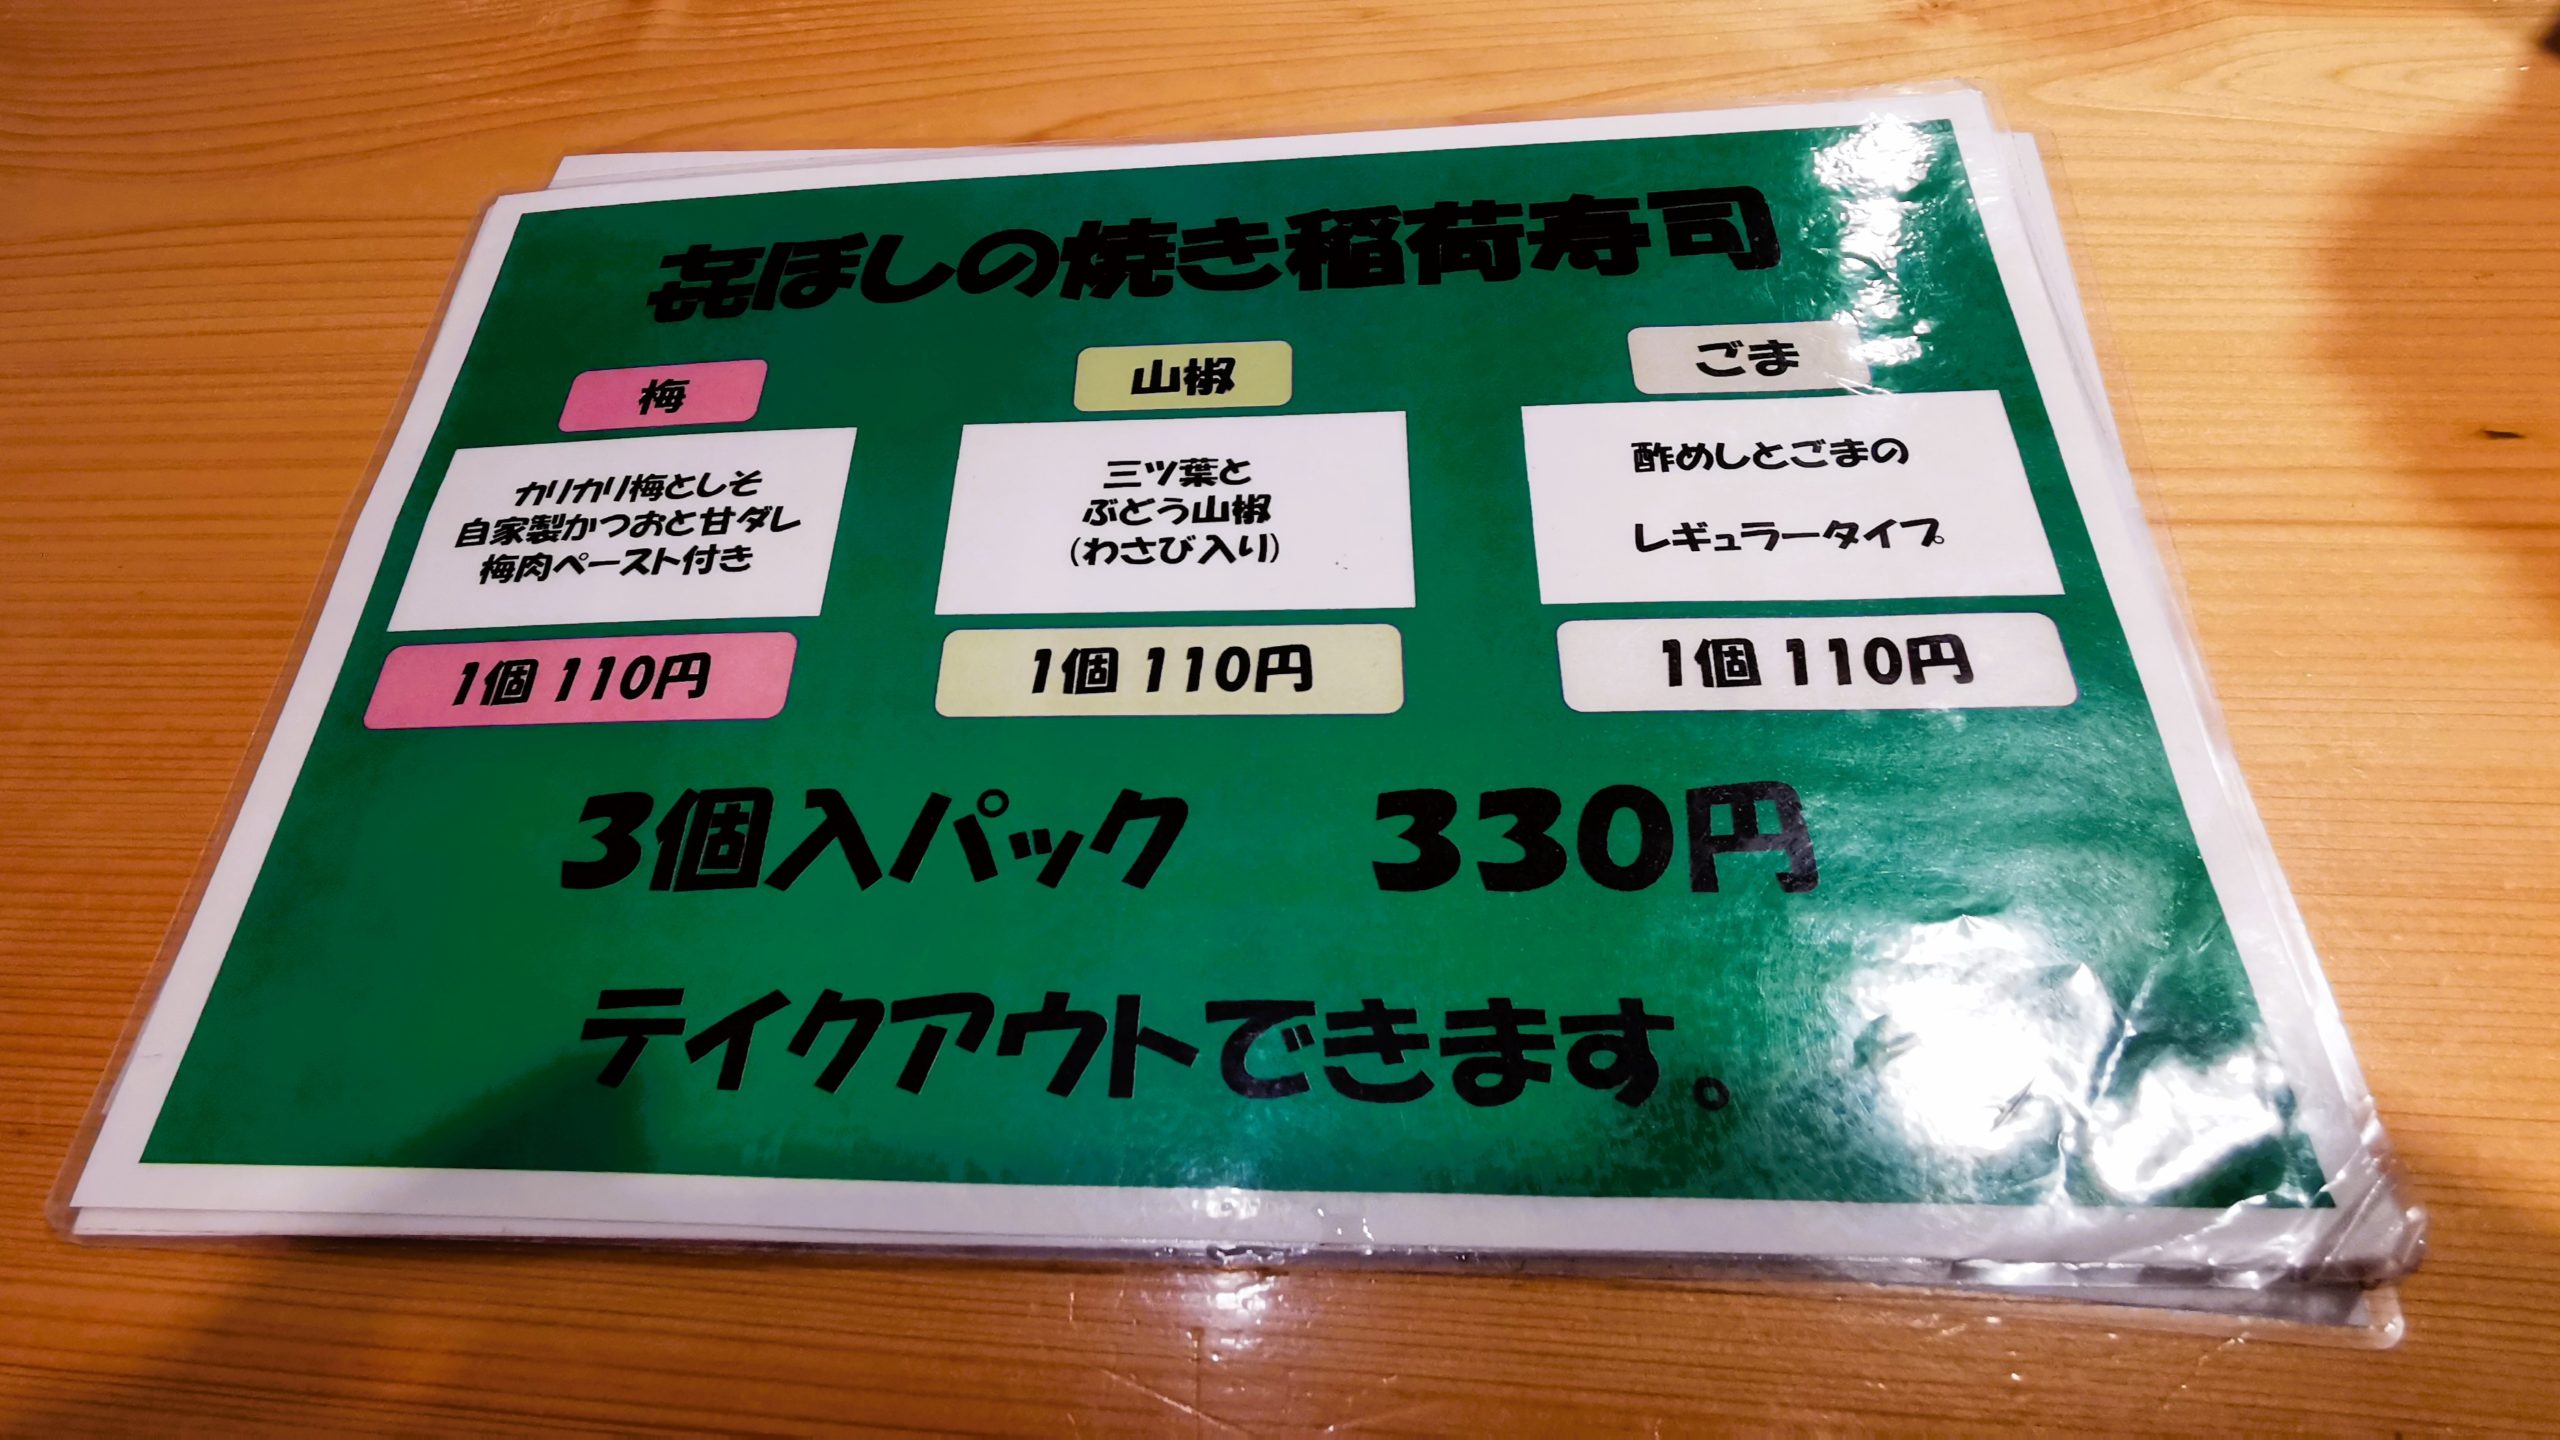 㐂ぼしの焼き稲荷寿司
梅
カリカリ梅としそ
自家製かつおと甘ダレ
梅肉ペースト付き
1個 110円
山椒
三ツ葉と
ぶどう山椒
(わさび入り)
1個 110円
ごま
酢めしとごまの
レギュラータイプ
1個 110円
3個入パック 330円
テイクアウトできます。